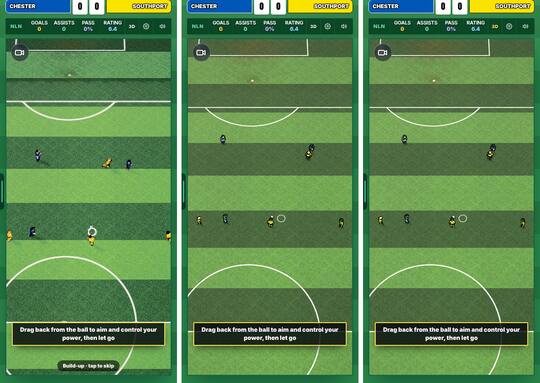 CHESTER 0 0 SOUTHPORT
NLN GOALS 0 ASSISTS 0 PASS 0% RATING 6.4 3D
Drag back from the ball to aim and control your
power, then let go
Build-up · tap to skip
CHESTER 0 0 SOUTHPORT
NLN GOALS 0 ASSISTS 0 PASS 0% RATING 6.4 3D
Drag back from the ball to aim and control your
power, then let go
CHESTER 0 0 SOUTHPORT
NLN GOALS 0 ASSISTS 0 PASS 0% RATING 6.4 3D
Drag back from the ball to aim and control your
power, then let go